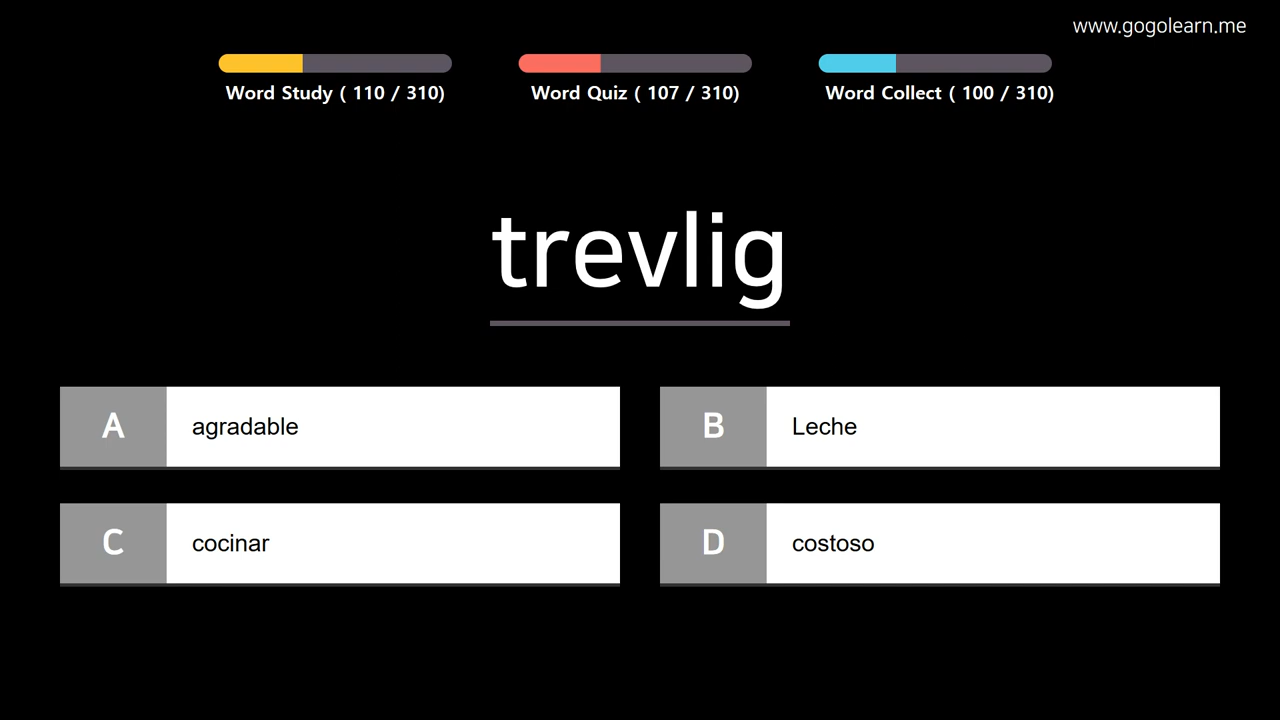 www.gogolearn.me
Word Study ( 110 / 310)
Word Quiz ( 107 / 310)
Word Collect ( 100 / 310)
trevlig
A agradable
B Leche
C cocinar
D costoso